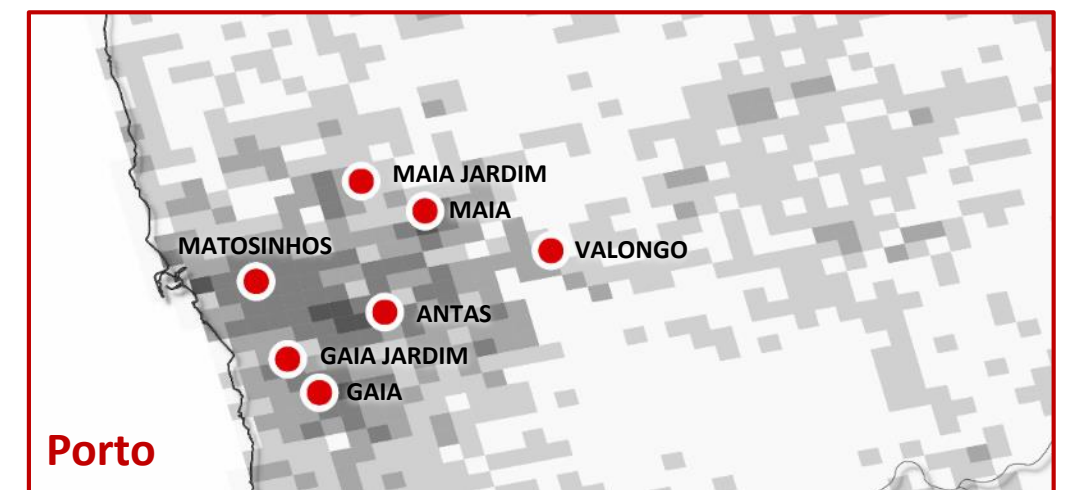 MAIA JARDIM
MAIA
MATOSINHOS
VALONGO
ANTAS
GAIA JARDIM
GAIA
Porto